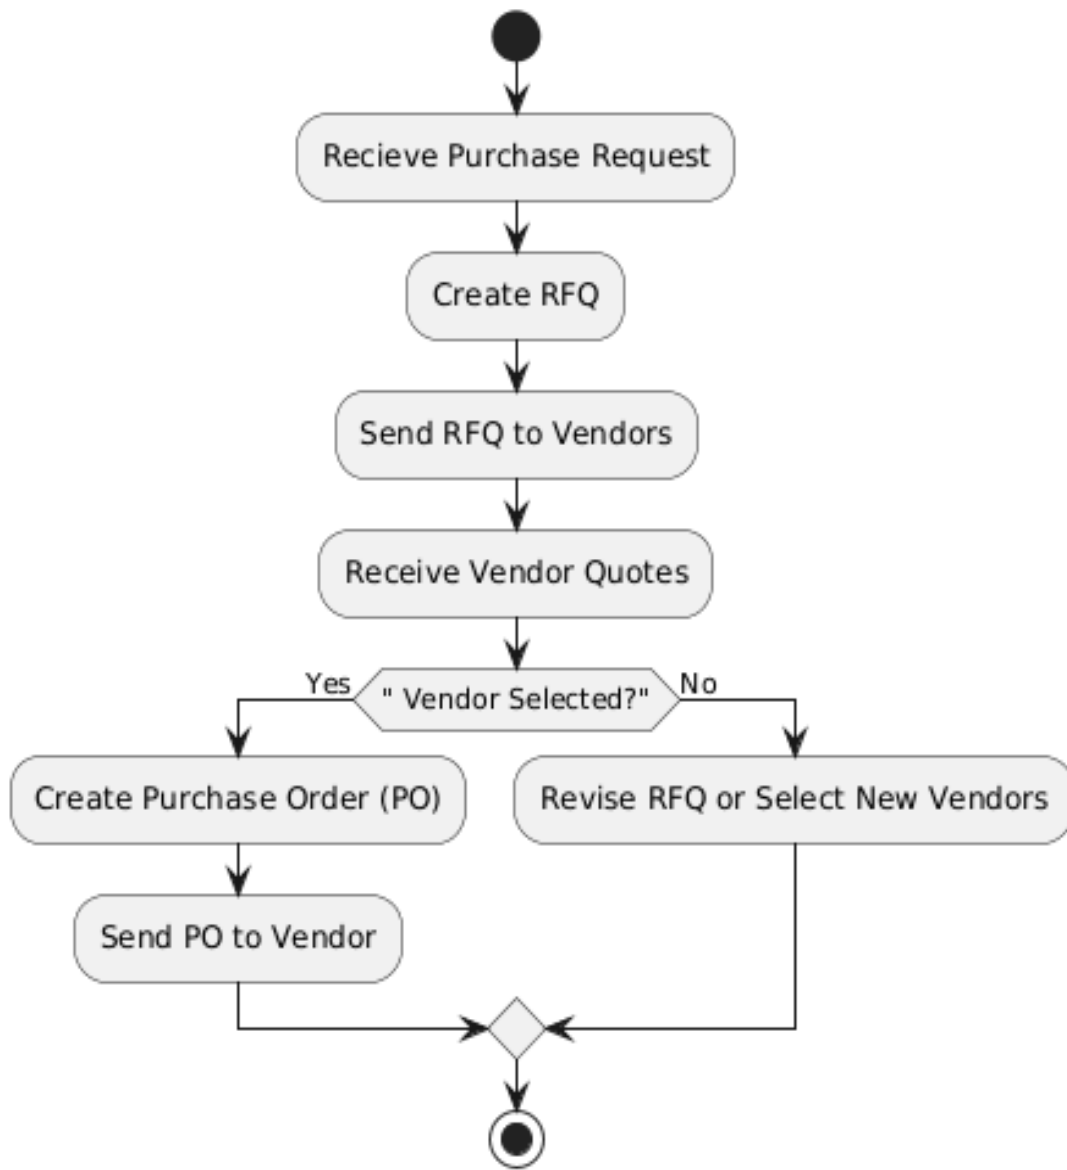 Recieve Purchase Request
Create RFQ
Send RFQ to Vendors
Receive Vendor Quotes
Yes
" Vendor Selected?"
No
Create Purchase Order (PO)
Revise RFQ or Select New Vendors
Send PO to Vendor